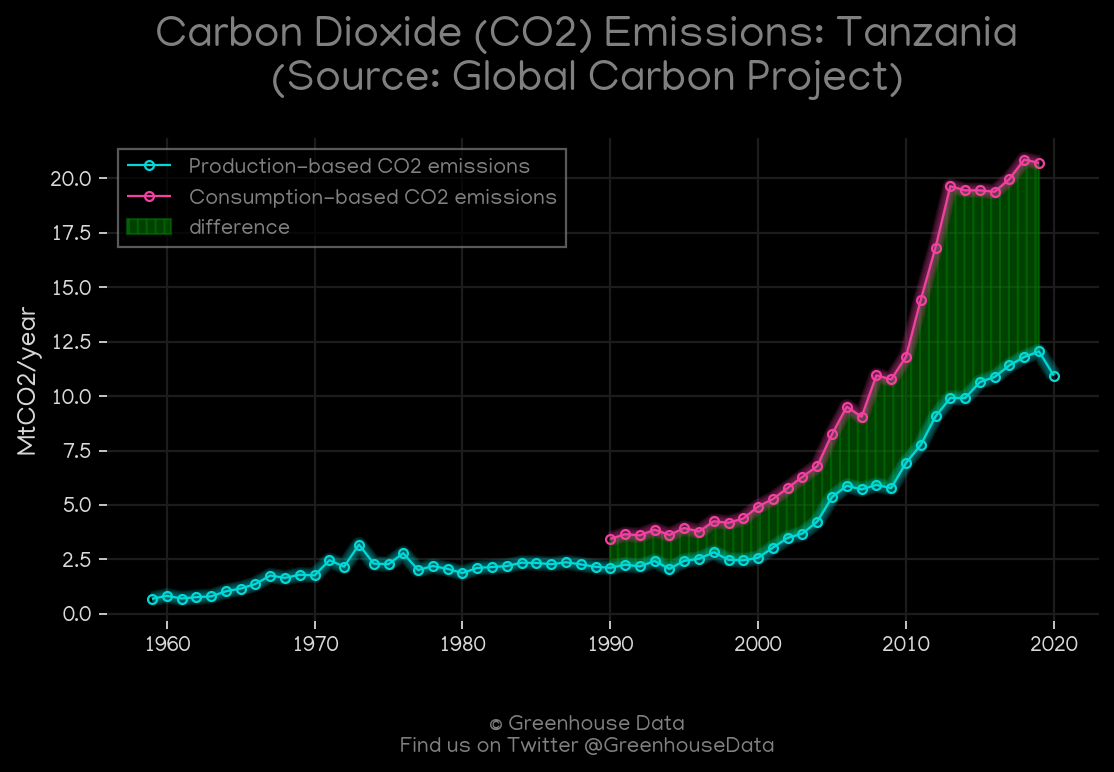 Carbon Dioxide (CO2) Emissions: Tanzania
(Source: Global Carbon Project)
Production-based CO2 emissions
Consumption-based CO2 emissions
difference
MtCO2/year
20.0
17.5
15.0
12.5
10.0
7.5
5.0
2.5
0.0
1960 1970 1980 1990 2000 2010 2020
© Greenhouse Data
Find us on Twitter @GreenhouseData